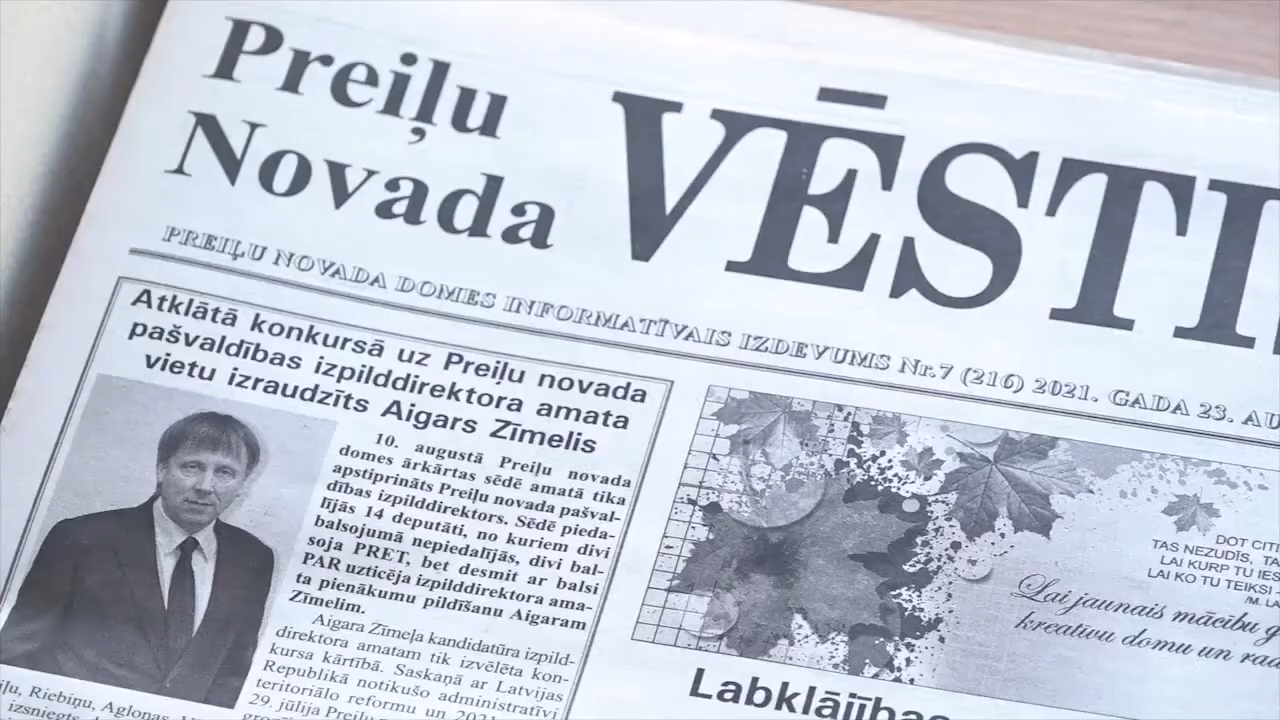 Preiļu
Novada
VĒSTI
PREIĻU NOVADA DOMES INFORMATĪVAIS IZDEVUMS Nr.7 (216) 2021. GADA 23. AU
Atklātā konkursā uz Preiļu novada
pašvaldības izpilddirektora amata
vietu izraudzīts Aigars Zīmelis
10. augustā Preiļu novada
domes ārkārtas sēdē amatā tika
apstiprināts Preiļu novada pašval-
dības izpilddirektors. Sēdē pieda-
lījās 14 deputāti, no kuriem divi
balsojumā nepiedalījās, divi bal-
soja PRET, bet desmit ar balsi
PAR uzticēja izpilddirektora ama-
ta pienākumu pildīšanu Aigaram
Zīmelim.
Aigara Zīmeļa kandidatūra izpild-
direktora amatam tik izvēlēta kon-
kursa kārtībā. Saskaņā ar Latvijas
Republikā notikušo administratīvi
teritoriālo reformu un 2021
29. jūlija Preiļu
Riebiņu, Aglonas,
izsniegts
DOT CIT
TAS NEZUDĪS, TA
LAI KURP TU IES
LAI KO TU TEIKSI
/M. LA
Lai jaunais mācību g
kreatīvu domu un rad
Labklājības